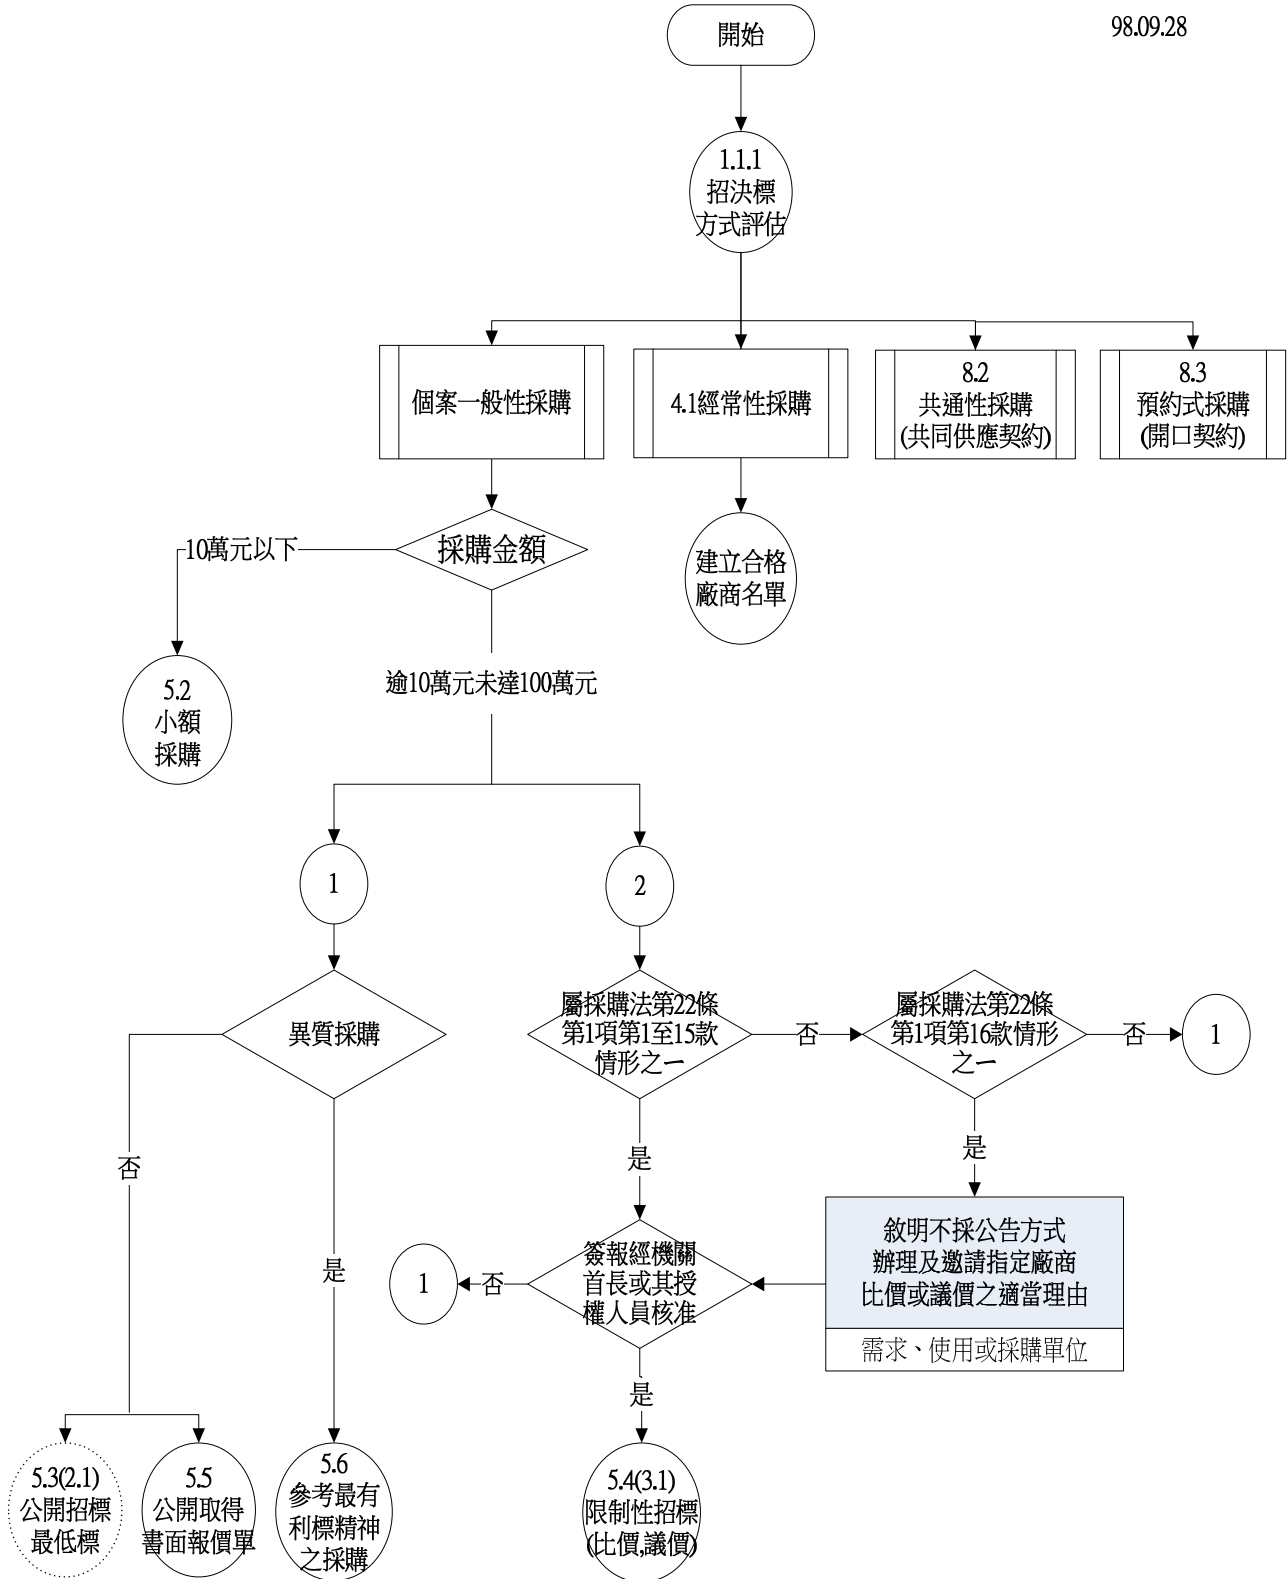 開始
98.09.28
1.1.1
招決標
方式評估
個案一般性採購
4.1經常性採購
8.2
共通性採購
(共同供應契約)
8.3
預約式採購
(開口契約)
10萬元以下
採購金額
建立合格
廠商名單
逾10萬元未達100萬元
5.2
小額
採購
1
2
異質採購
屬採購法第22條
第1項第1至15款
情形之一
否
屬採購法第22條
第1項第16款情形
之一
否
1
否
是
是
是
1
否
簽報經機關
首長或其授
權人員核准
敘明不採公告方式
辦理及邀請指定廠商
比價或議價之適當理由
需求、使用或採購單位
是
5.3(2.1)
公開招標
最低標
5.5
公開取得
書面報價單
5.6
參考最有
利標精神
之採購
5.4(3.1)
限制性招標
(比價,議價)